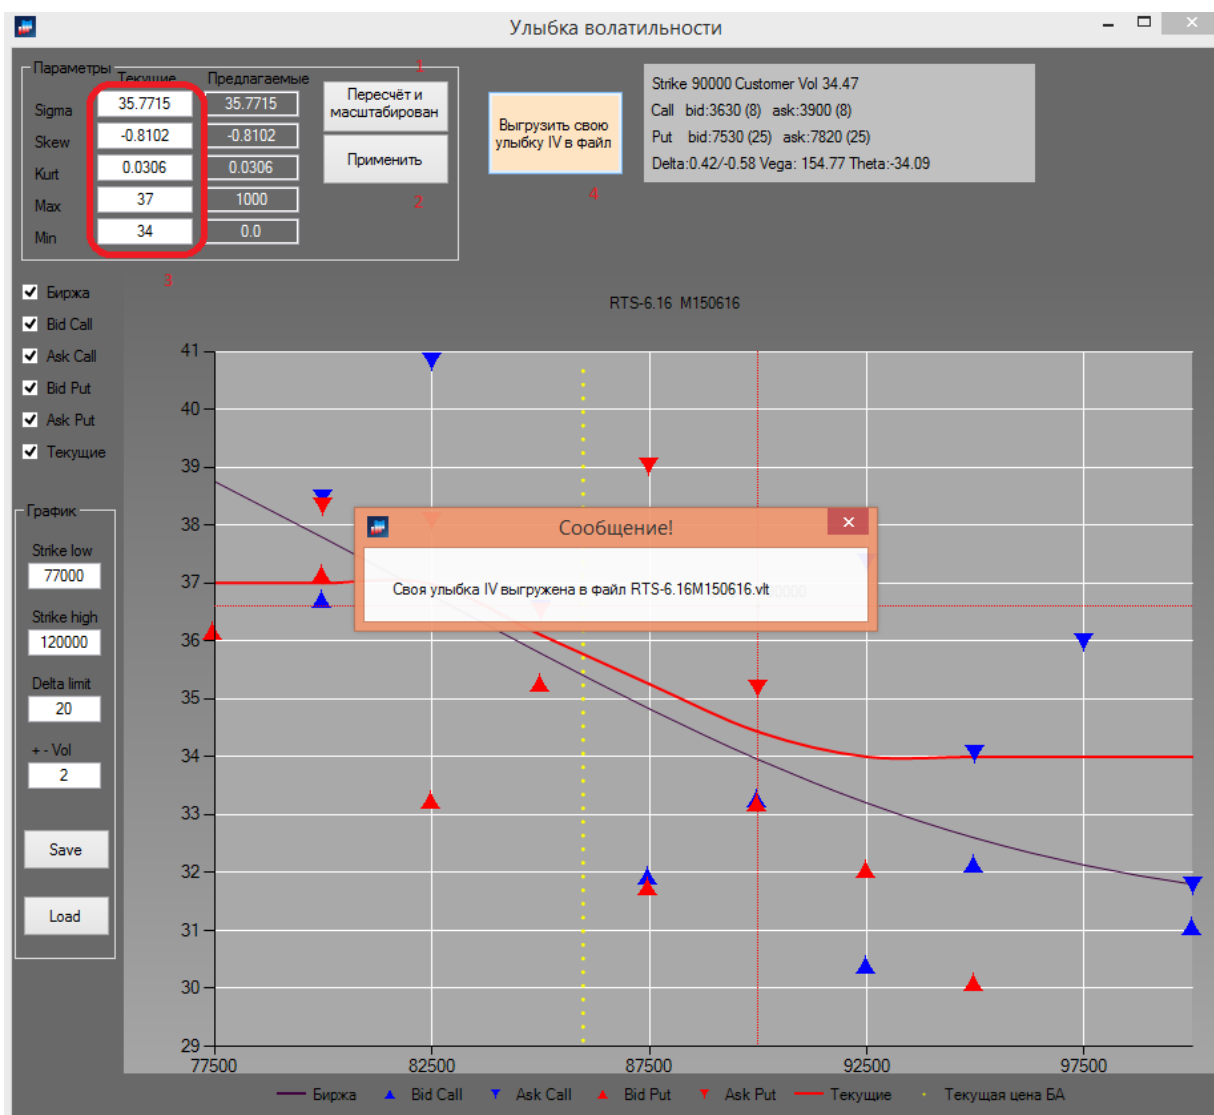 Улыбка волатильности
Параметры
Текущие Предлагаемые
Sigma 35.7715 35.7715
Skew -0.8102 -0.8102
Kurt 0.0306 0.0306
Max 37 1000
Min 34 0.0
1
Пересчёт и
масштабирован
Применить
2
3
Выгрузить свою
улыбку IV в файл
4
Strike 90000 Customer Vol 34.47
Call bid:3630 (8) ask:3900 (8)
Put bid:7530 (25) ask:7820 (25)
Delta:0.42/-0.58 Vega: 154.77 Theta:-34.09
Биржа
Bid Call
Ask Call
Bid Put
Ask Put
Текущие
График
Strike low
77000
Strike high
120000
Delta limit
20
+ - Vol
2
Save
Load
RTS-6.16 M150616
41
40
39
38
37
36
35
34
33
32
31
30
29
77500 82500 87500 92500 97500
Сообщение!
Своя улыбка IV выгружена в файл RTS-6.16M150616.vlt
Биржа Bid Call Ask Call Bid Put Ask Put Текущие Текущая цена БА